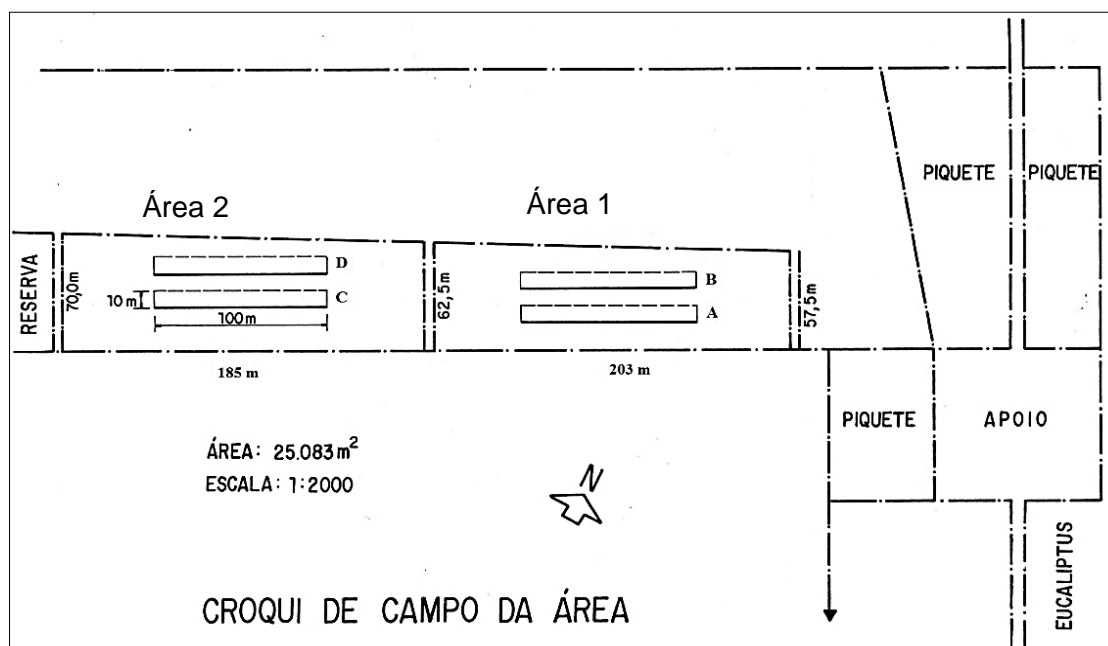 PIQUETE
PIQUETE
Área 2
Área 1
RESERVA
70,0m
D
10 m
C
100m
62,5m
B
A
57,5m
185 m
203 m
PIQUETE
APOIO
ÁREA: 25.083m²
ESCALA: 1:2000
N
CROQUI DE CAMPO DA ÁREA
EUCALIPTUS